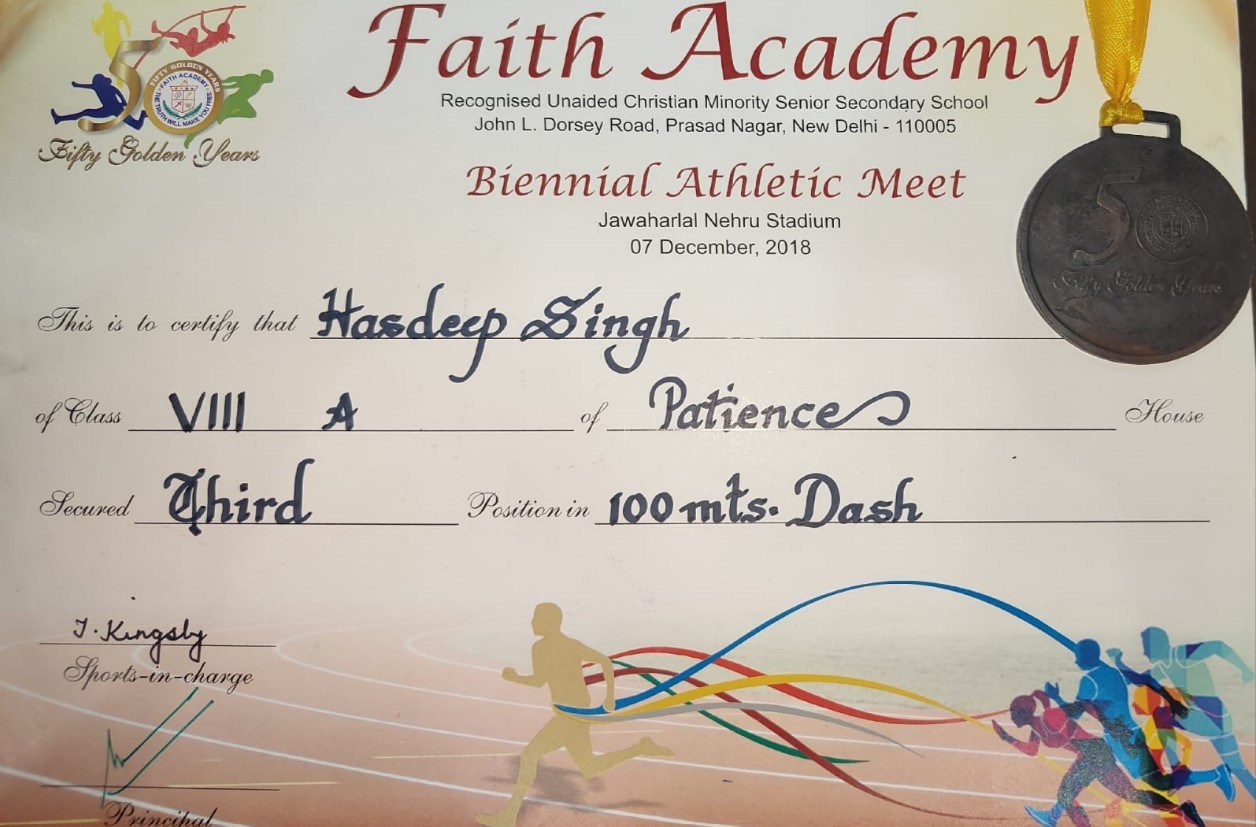 Faith Academy
Recognised Unaided Christian Minority Senior Secondary School
John L. Dorsey Road, Prasad Nagar, New Delhi - 110005
50
FIFTY GOLDEN YEARS
FAITH ACADEMY
THE TRUTH WILL MAKE YOU FREE
Fifty Golden Years
Biennial Athletic Meet
Jawaharlal Nehru Stadium
07 December, 2018
50
Fifty Golden Years
This is to certify that Hasdeep Singh
of Class VIII A of Patience House
Secured Third Position in 100 mts. Dash
J. Kingsly
Sports-in-charge
Principal